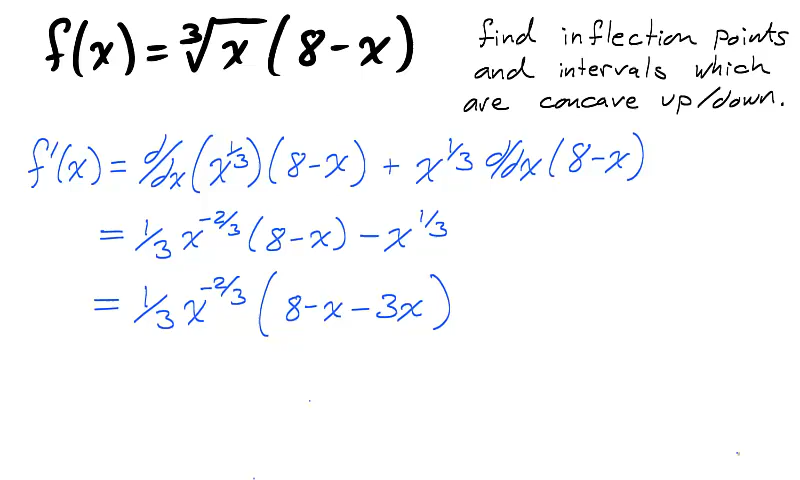 f(x) = ∛x (8-x)
find inflection points
and intervals which
are concave up/down.
f'(x) = d/dx (x^1/3) (8-x) + x^1/3 d/dx (8-x)
= 1/3 x^-2/3 (8-x) - x^1/3
= 1/3 x^-2/3 (8-x-3x)